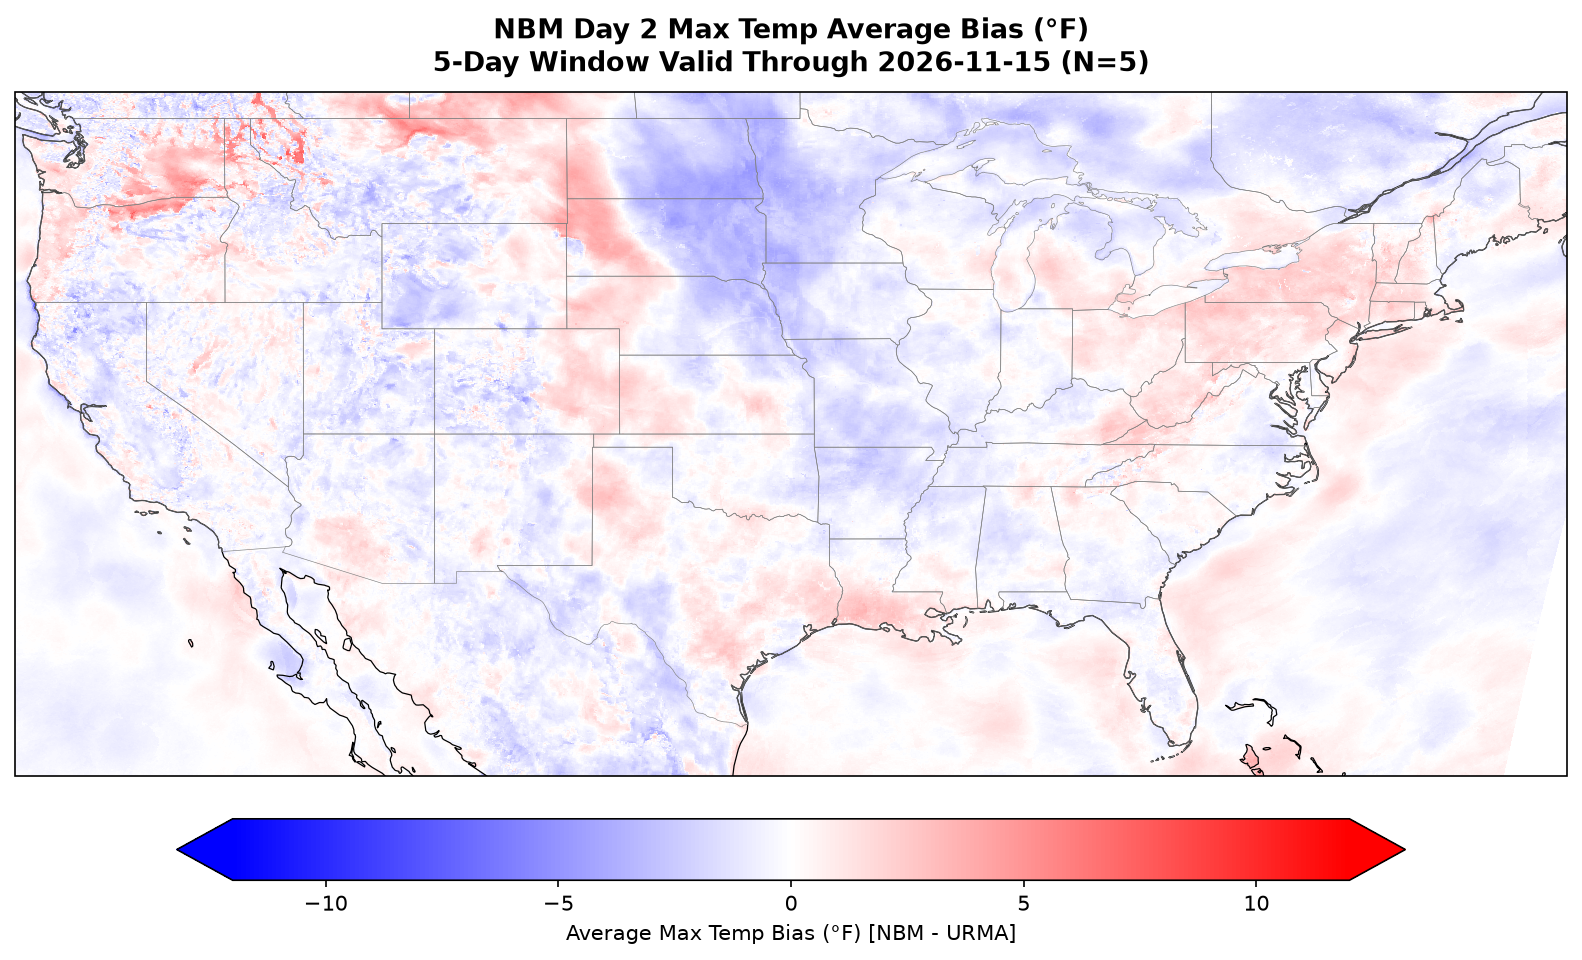 NBM Day 2 Max Temp Average Bias (°F)
5-Day Window Valid Through 2026-11-15 (N=5)
−10 −5 0 5 10
Average Max Temp Bias (°F) [NBM - URMA]